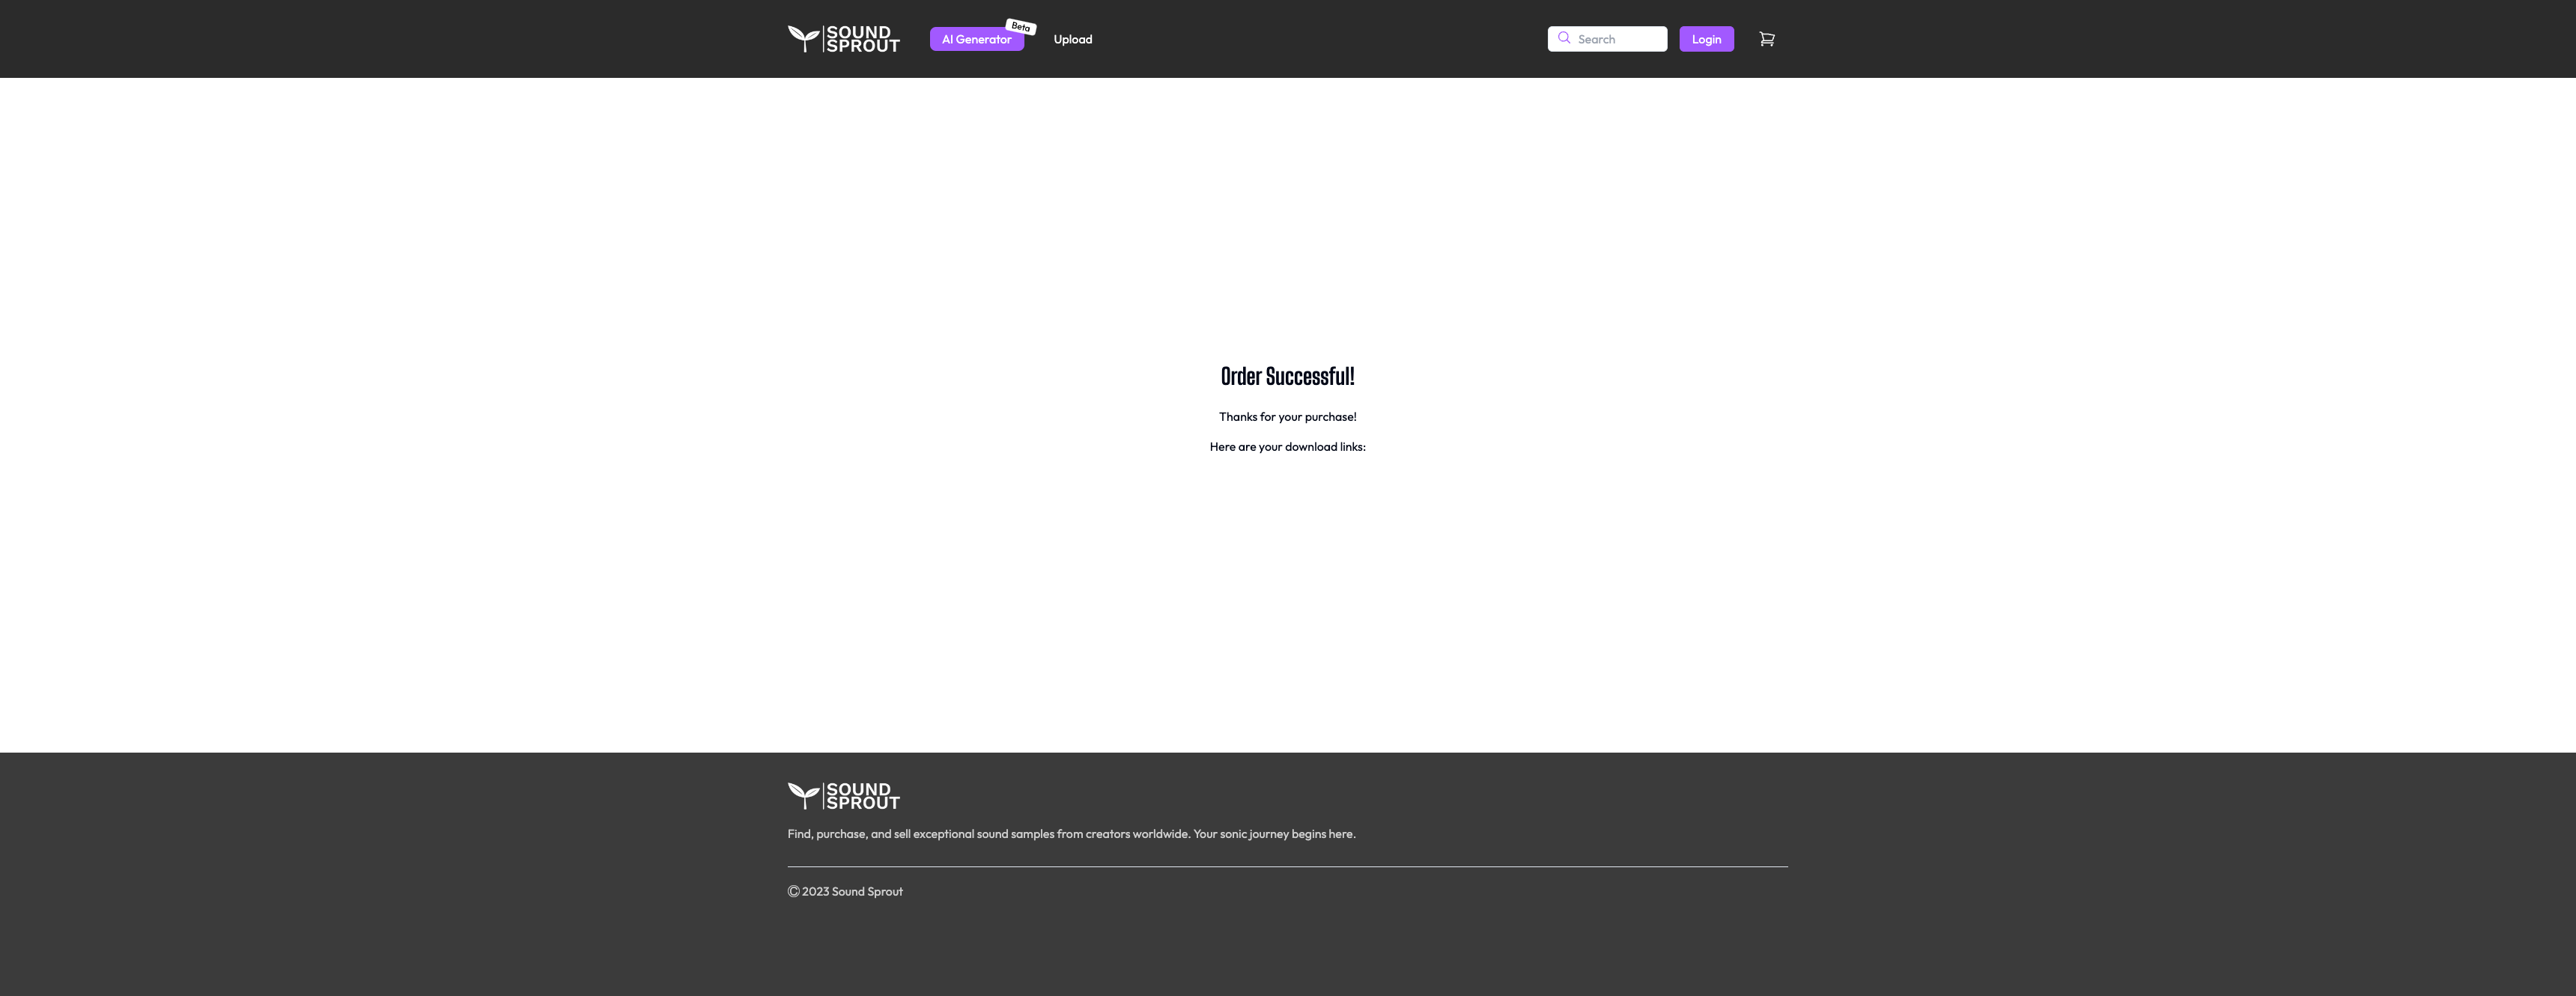 SOUND
SPROUT
AI Generator
Beta
Upload
Search
Login
Order Successful!
Thanks for your purchase!
Here are your download links:
SOUND
SPROUT
Find, purchase, and sell exceptional sound samples from creators worldwide. Your sonic journey begins here.
© 2023 Sound Sprout